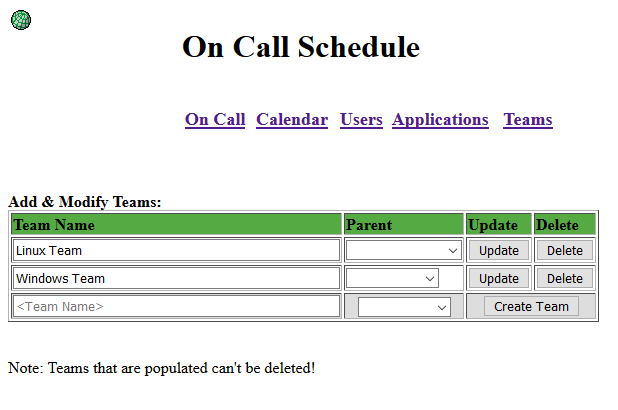 On Call Schedule
On Call Calendar Users Applications Teams
Add & Modify Teams:
Team Name Parent Update Delete
Linux Team Update Delete
Windows Team Update Delete
<Team Name> Create Team
Note: Teams that are populated can't be deleted!